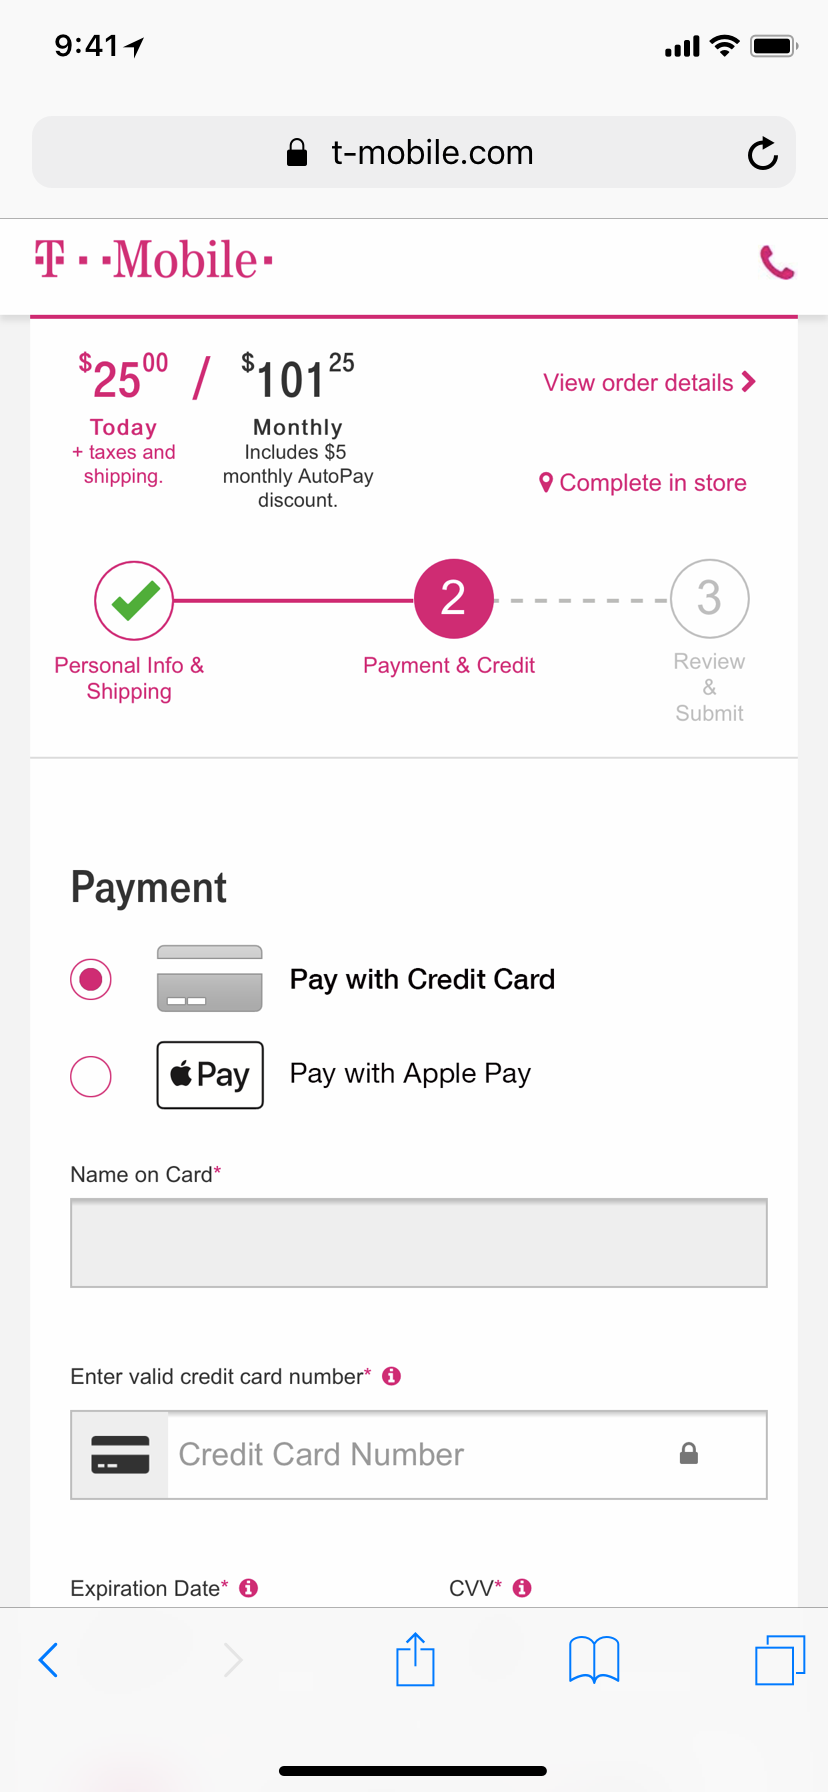 9:41
t-mobile.com
T··Mobile·
$25.00 / $101.25
View order details
Today
+ taxes and
shipping.
Monthly
Includes $5
monthly AutoPay
discount.
Complete in store
2
3
Personal Info &
Shipping
Payment & Credit
Review
&
Submit
Payment
Pay with Credit Card
Pay
Pay with Apple Pay
Name on Card*
Enter valid credit card number*
Credit Card Number
Expiration Date*
CVV*